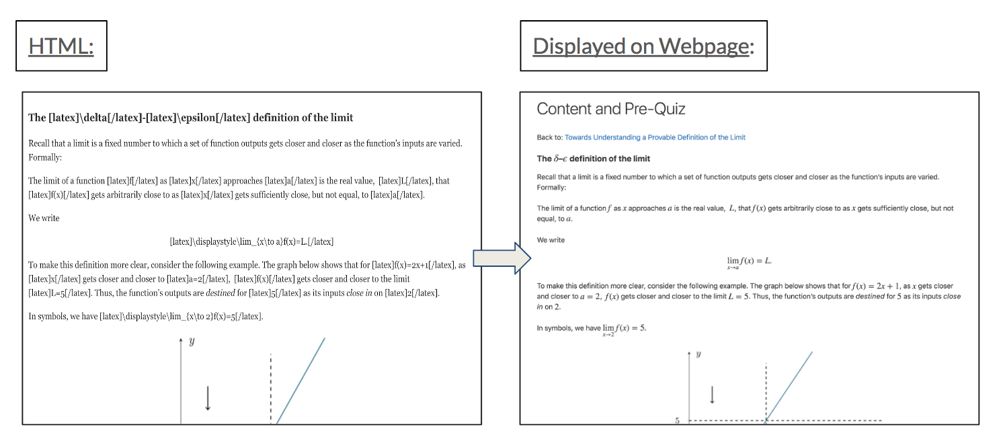 HTML:
The [latex]\delta[/latex]-[latex]\epsilon[/latex] definition of the limit
Recall that a limit is a fixed number to which a set of function outputs gets closer and closer as the function's inputs are varied.
Formally:
The limit of a function [latex]f[/latex] as [latex]x[/latex] approaches [latex]a[/latex] is the real value,  [latex]L[/latex], that
[latex]f(x)[/latex] gets arbitrarily close to as [latex]x[/latex] gets sufficiently close, but not equal, to [latex]a[/latex].
We write
[latex]\displaystyle\lim_{x\to a}f(x)=L.[/latex]
To make this definition more clear, consider the following example. The graph below shows that for [latex]f(x)=2x+1[/latex], as
[latex]x[/latex] gets closer and closer to [latex]a=2[/latex],  [latex]f(x)[/latex] gets closer and closer to the limit
[latex]L=5[/latex]. Thus, the function's outputs are destined for [latex]5[/latex] as its inputs close in on [latex]2[/latex].
In symbols, we have [latex]\displaystyle\lim_{x\to 2}f(x)=5[/latex].
y
Displayed on Webpage:
Content and Pre-Quiz
Back to: Towards Understanding a Provable Definition of the Limit
The δ–ϵ definition of the limit
Recall that a limit is a fixed number to which a set of function outputs gets closer and closer as the function's inputs are varied.
Formally:
The limit of a function f as x approaches a is the real value,  L, that f(x) gets arbitrarily close to as x gets sufficiently close, but not
equal, to a.
We write
lim f(x) = L.
x→a
To make this definition more clear, consider the following example. The graph below shows that for f(x) = 2x + 1, as x gets closer
and closer to a = 2, f(x) gets closer and closer to the limit L = 5. Thus, the function's outputs are destined for 5 as its inputs close
in on 2.
In symbols, we have lim f(x) = 5.
x→2
y
5